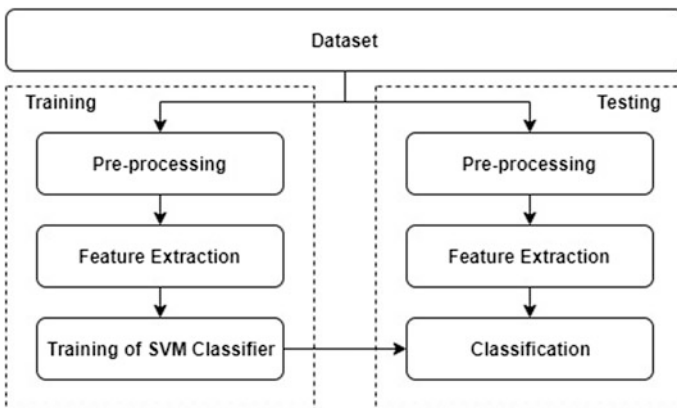 Dataset
Training
Testing
Pre-processing
Pre-processing
Feature Extraction
Feature Extraction
Training of SVM Classifier
Classification